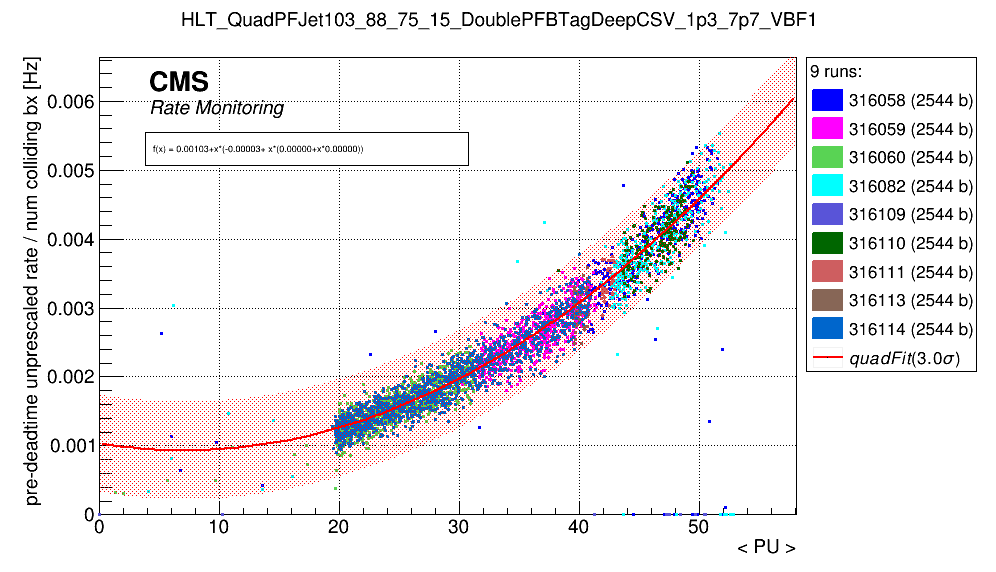 HLT_QuadPFJet103_88_75_15_DoublePFBTagDeepCSV_1p3_7p7_VBF1
pre-deadtime unprescaled rate / num colliding bx [Hz]
CMS
Rate Monitoring
f(x) = 0.00103+x*(-0.00003+ x*(0.00000+x*0.00000))
0.006
0.005
0.004
0.003
0.002
0.001
0
0 10 20 30 40 50
< PU >
9 runs:
316058 (2544 b)
316059 (2544 b)
316060 (2544 b)
316082 (2544 b)
316109 (2544 b)
316110 (2544 b)
316111 (2544 b)
316113 (2544 b)
316114 (2544 b)
quadFit(3.0σ)